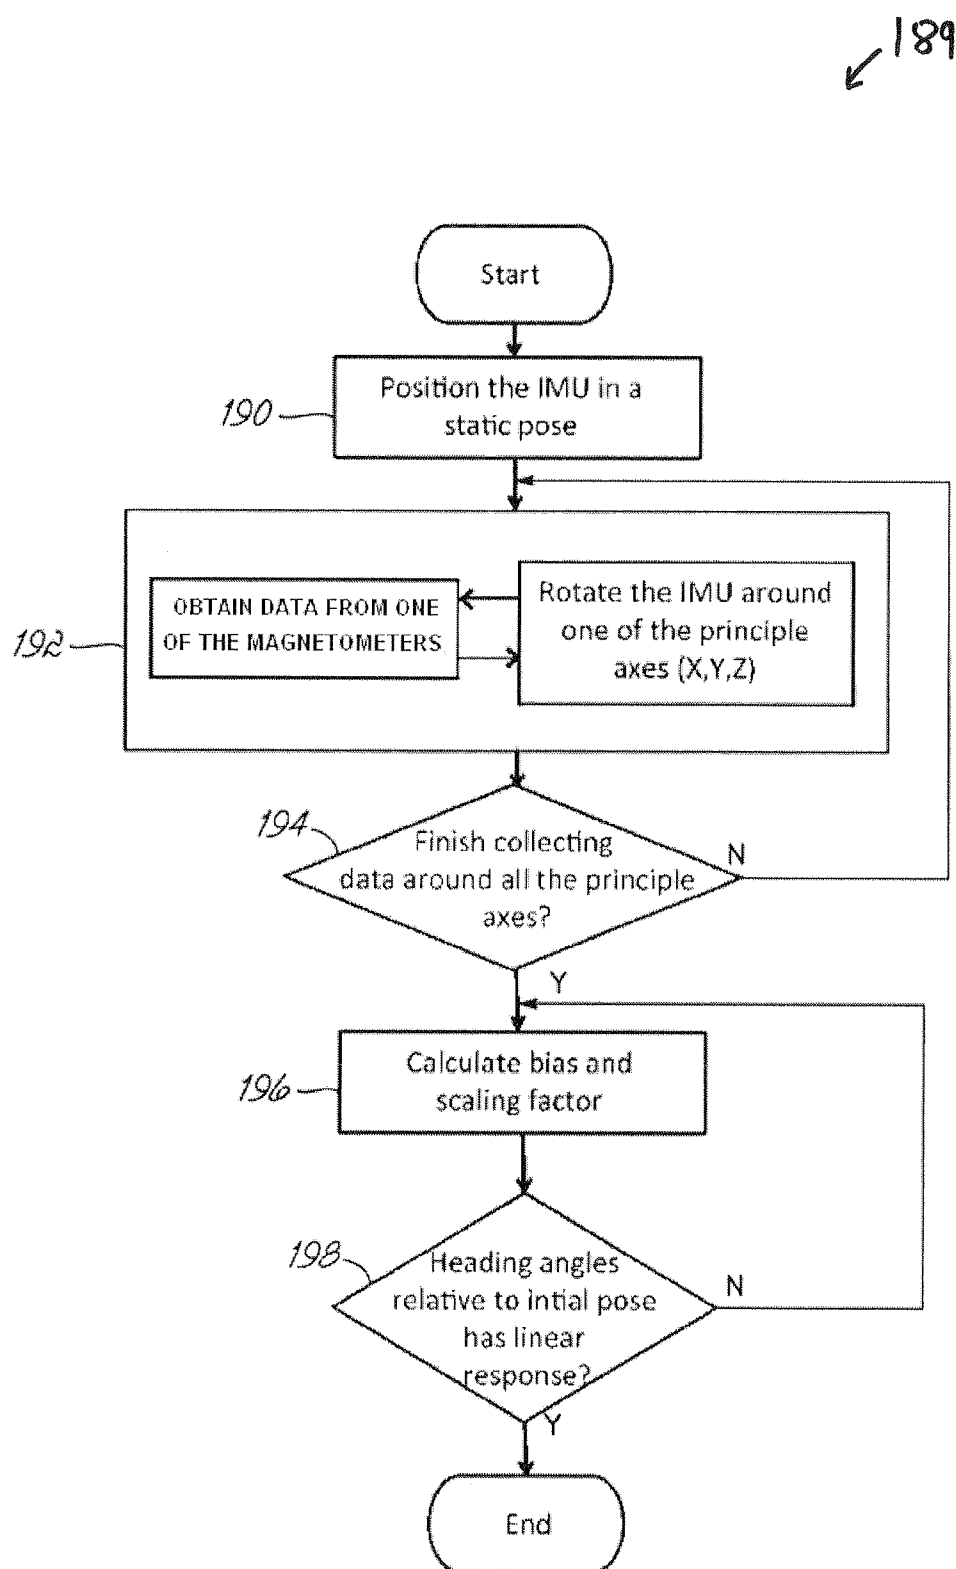 189
Start
190
Position the IMU in a
static pose
192
OBTAIN DATA FROM ONE
OF THE MAGNETOMETERS
Rotate the IMU around
one of the principle
axes (X,Y,Z)
194
Finish collecting
data around all the principle
axes?
N
Y
196
Calculate bias and
scaling factor
198
Heading angles
relative to intial pose
has linear
response?
N
Y
End